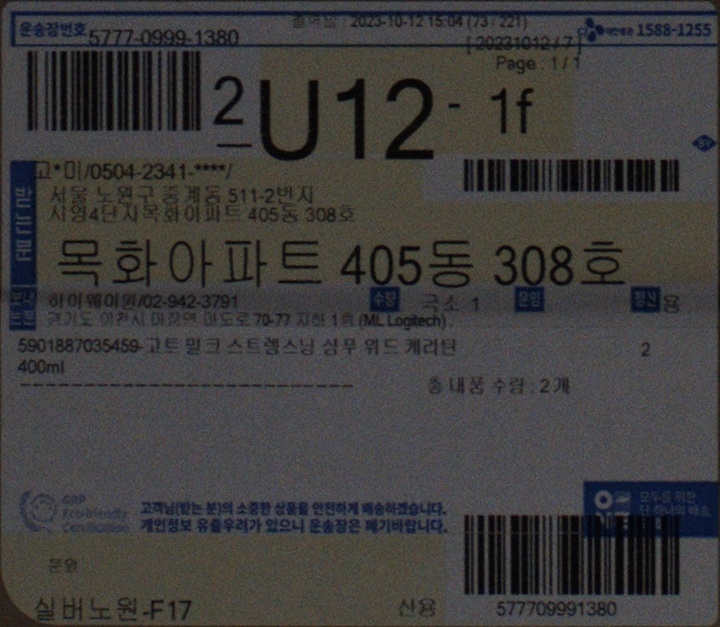 운송장번호 5777-0999-1380
2023-10-12 15:04 (73 / 221)
1588-1255
[ 20231012 / 7 ]
Page : 1 / 1
2 U12 - 1f
고*미/0504-2341-****/
서울 노원구 중계동 511-2번지
시영4단지목화아파트 405동 308호
받는분
목화아파트 405동 308호
보내는분
하이웨이원/02-942-3791
수량 극소 1 운임 정산 신용
경기도 이천시 마장면 마도로 70-77 지하 1층 (ML Logitech) .
5901887035459-고트 밀크 스트렝스닝 샴푸 위드 케라틴 2
400ml
총 내품 수량 : 2 개
GRP
Eco-friendly
Certification
고객님(받는 분)의 소중한 상품을 안전하게 배송하겠습니다.
개인정보 유출우려가 있으니 운송장은 폐기바랍니다.
모두를 위한
단 하나의 배송
운임 :
실버노원-F17
신용
577709991380